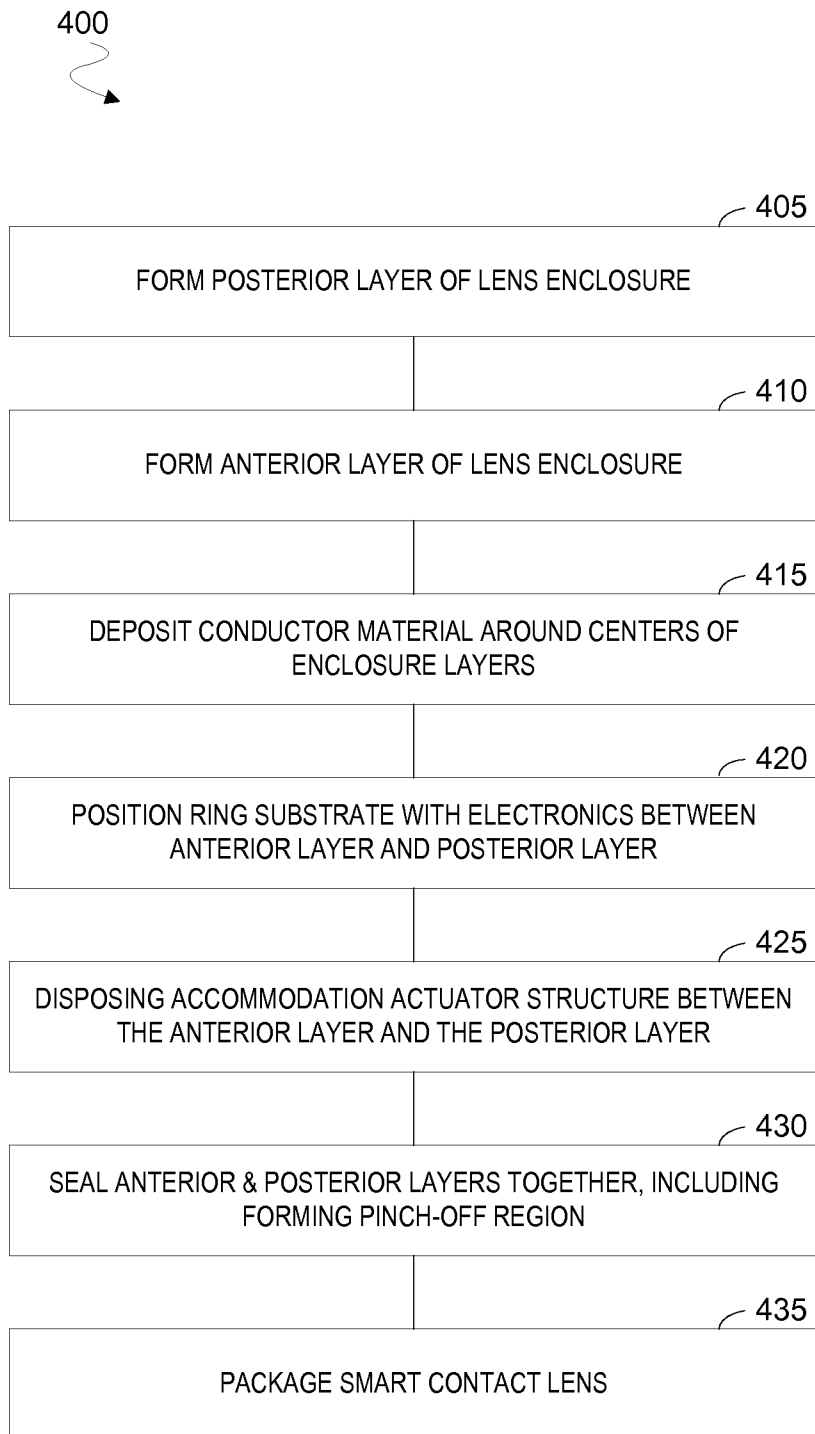 400
405
FORM POSTERIOR LAYER OF LENS ENCLOSURE
410
FORM ANTERIOR LAYER OF LENS ENCLOSURE
415
DEPOSIT CONDUCTOR MATERIAL AROUND CENTERS OF
ENCLOSURE LAYERS
420
POSITION RING SUBSTRATE WITH ELECTRONICS BETWEEN
ANTERIOR LAYER AND POSTERIOR LAYER
425
DISPOSING ACCOMMODATION ACTUATOR STRUCTURE BETWEEN
THE ANTERIOR LAYER AND THE POSTERIOR LAYER
430
SEAL ANTERIOR & POSTERIOR LAYERS TOGETHER, INCLUDING
FORMING PINCH-OFF REGION
435
PACKAGE SMART CONTACT LENS